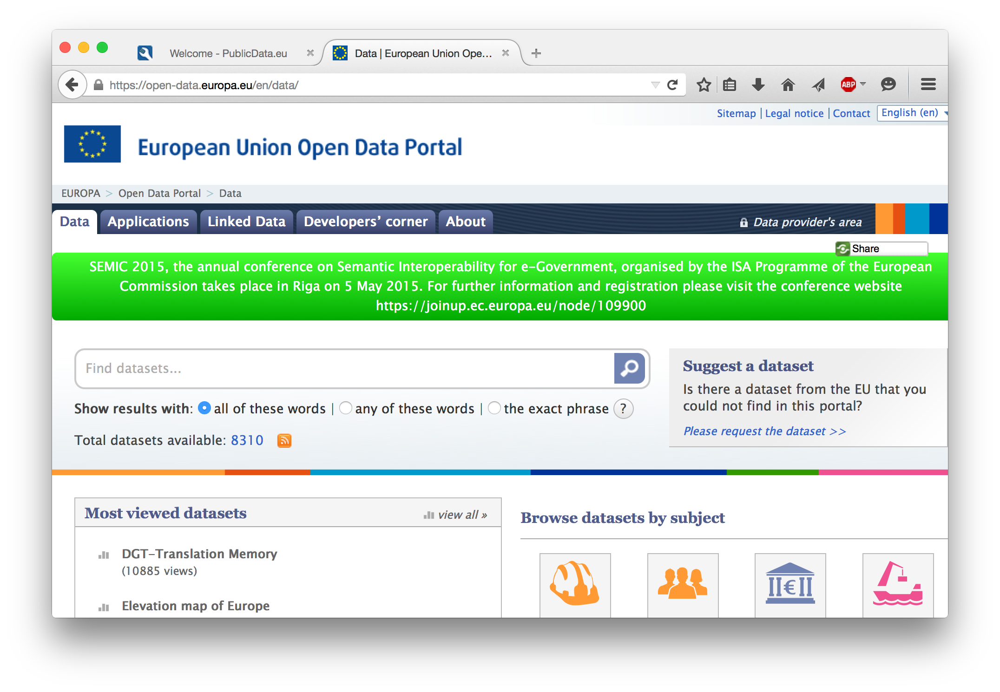 Welcome - PublicData.eu
Data | European Union Ope...
https://open-data.europa.eu/en/data/
ABP
Sitemap | Legal notice | Contact English (en)
European Union Open Data Portal
EUROPA > Open Data Portal > Data
Data Applications Linked Data Developers’ corner About Data provider's area
Share
SEMIC 2015, the annual conference on Semantic Interoperability for e-Government, organised by the ISA Programme of the European
Commission takes place in Riga on 5 May 2015. For further information and registration please visit the conference website
https://joinup.ec.europa.eu/node/109900
Find datasets...
Show results with: all of these words | any of these words | the exact phrase ?
Total datasets available: 8310
Suggest a dataset
Is there a dataset from the EU that you
could not find in this portal?
Please request the dataset >>
Most viewed datasets view all »
DGT-Translation Memory
(10885 views)
Elevation map of Europe
Browse datasets by subject
€